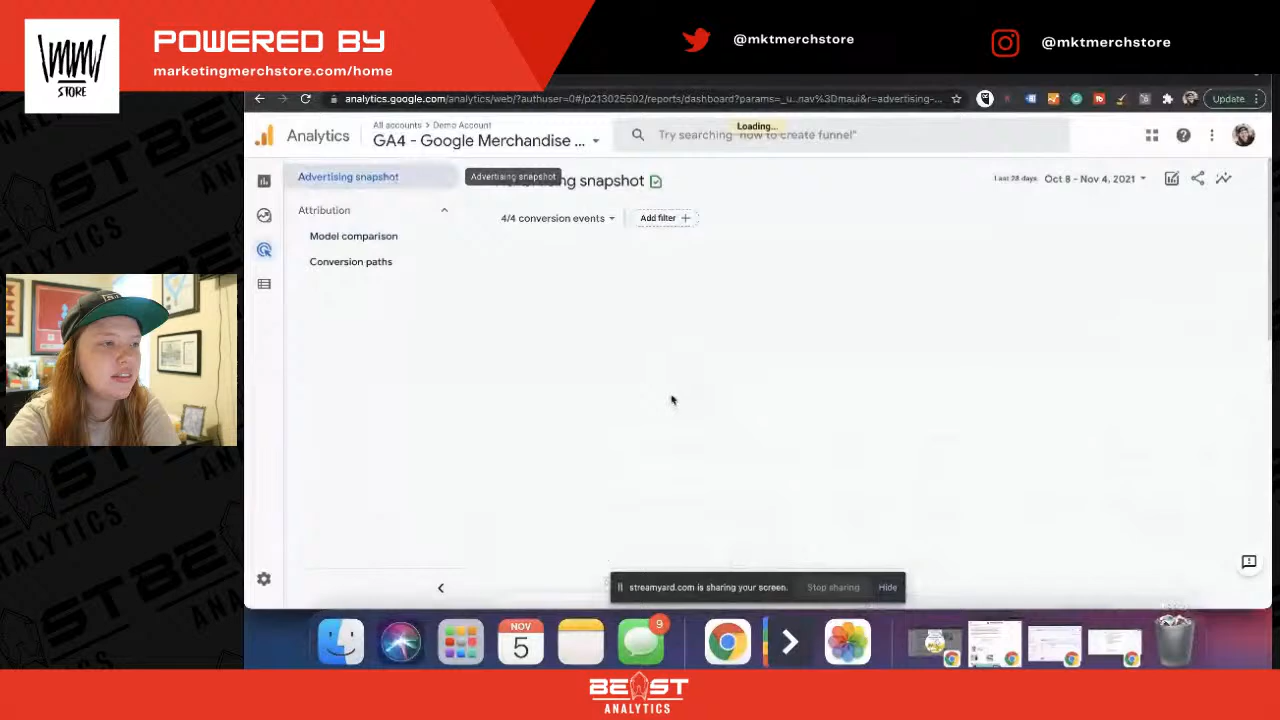 MM
STORE
POWERED BY
marketingmerchstore.com/home
@mktmerchstore
@mktmerchstore
analytics.google.com/analytics/web/?authuser=0#/p213025502/reports/dashboard?params=_u...nav%3Dmaui&r=advertising-...
Update
Analytics
All accounts > Demo Account
GA4 - Google Merchandise ...
Loading...
Try searching "how to create funnel"
Advertising snapshot
Advertising snapshot
Last 28 days
Oct 8 - Nov 4, 2021
Attribution
4/4 conversion events
Add filter +
Model comparison
Conversion paths
streamyard.com is sharing your screen.
Stop sharing
Hide
NOV
5
9
BEAST
ANALYTICS